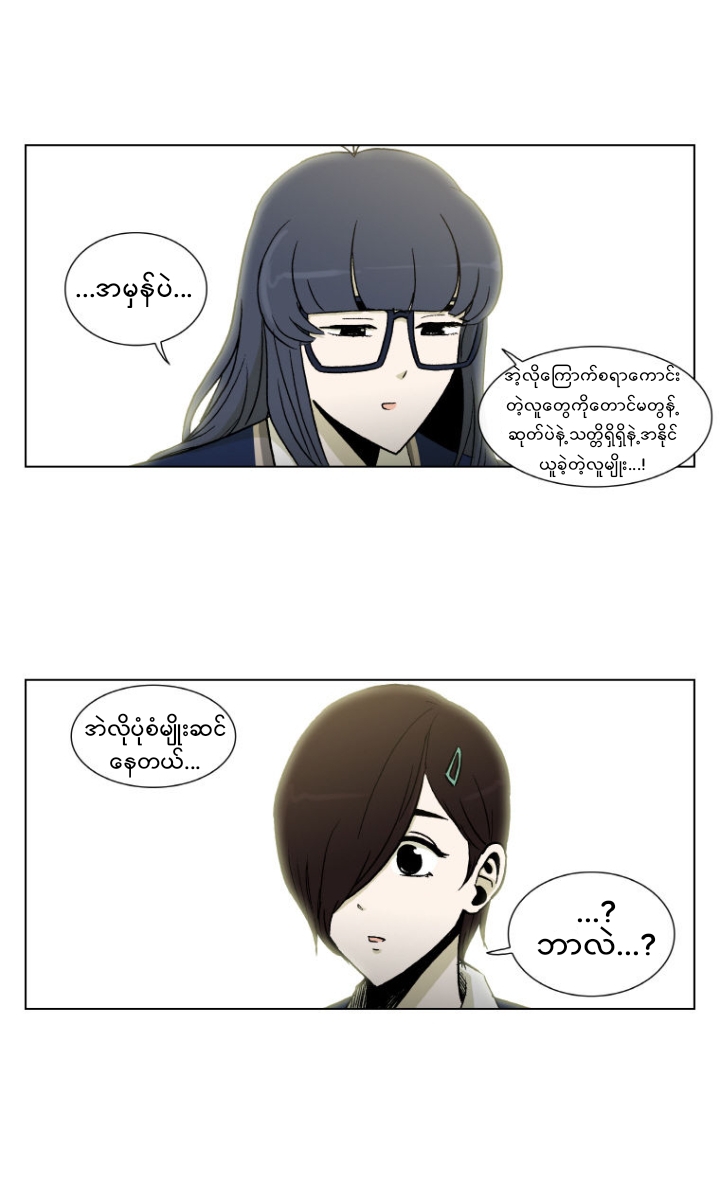 ...အမှန်ပဲ...
အဲ့လိုကြောက်စရာကောင်း
တဲ့လူတွေကိုတောင်မတွန့်
ဆုတ်ပဲနဲ့သတ္တိရှိရှိနဲ့အနိုင်
ယူခဲ့တဲ့လူမျိုး...!
အဲလိုပုံစံမျိုးဆင်
နေတယ်...
...?
ဘာလဲ...?